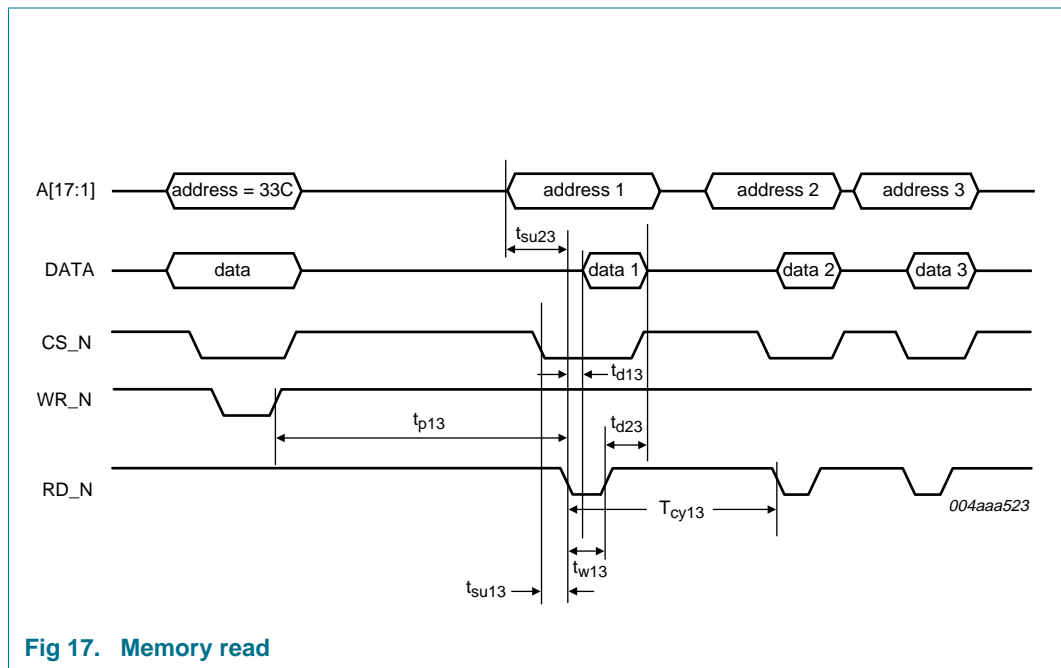 A[17:1]
address = 33C
address 1
address 2
address 3
tsu23
DATA
data
data 1
data 2
data 3
CS_N
td13
WR_N
tp13
td23
RD_N
004aaa523
Tcy13
tw13
tsu13
Fig 17. Memory read